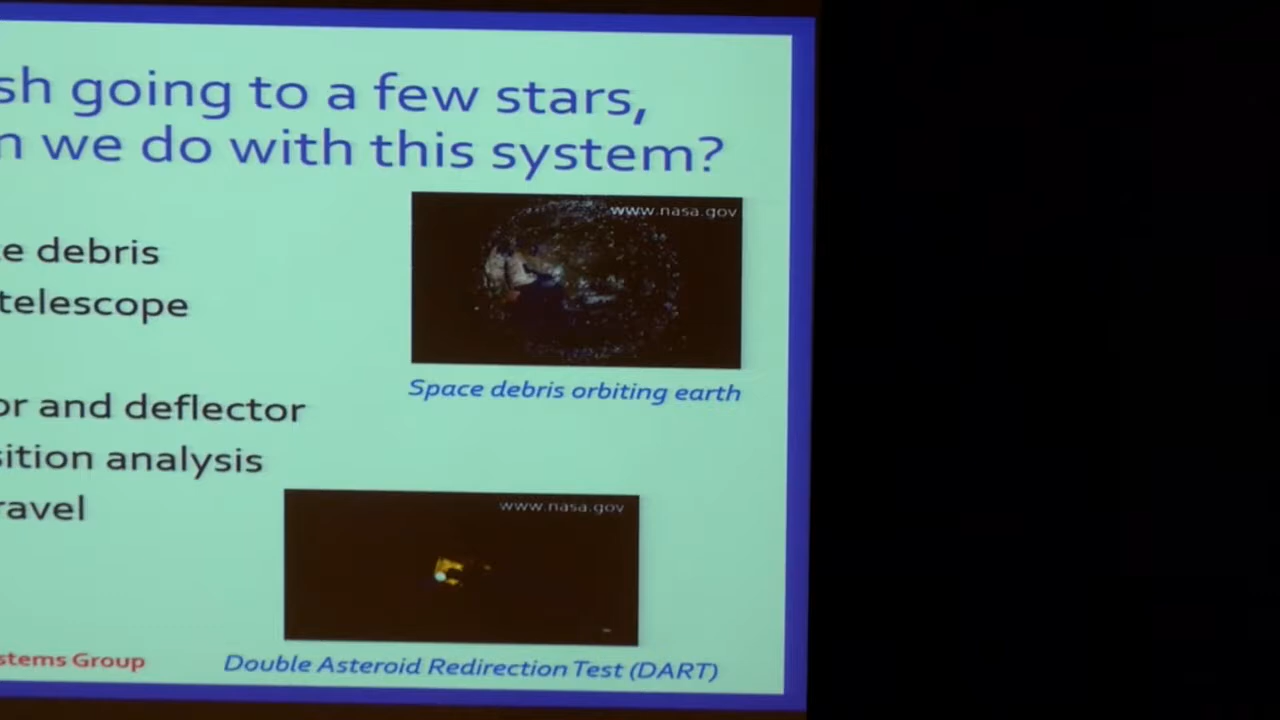 sh going to a few stars,
n we do with this system?
www.nasa.gov
e debris
telescope
Space debris orbiting earth
or and deflector
sition analysis
ravel
www.nasa.gov
stems Group
Double Asteroid Redirection Test (DART)